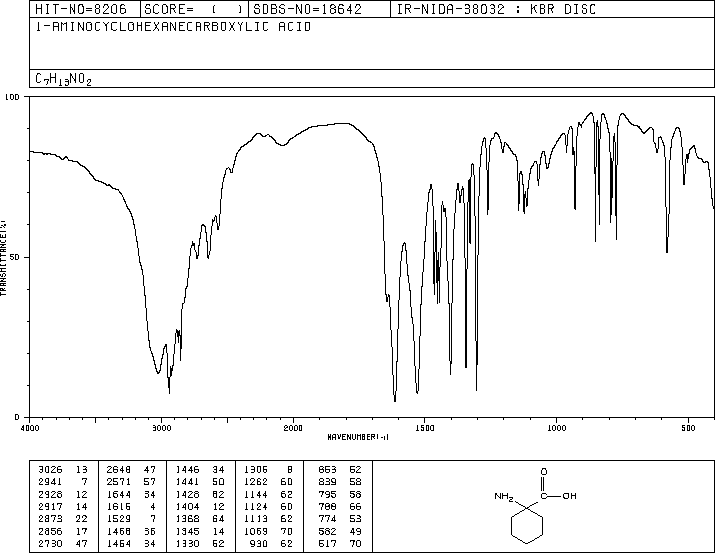 HIT-NO=8206 SCORE= ( ) SDBS-NO=18642 IR-NIDA-38032 : KBR DISC
1-AMINOCYCLOHEXANECARBOXYLIC ACID
C7H13NO2
100
50
0
TRANSMITTANCE(%)
4000 3000 2000 1500 1000 500
WAVENUMBER(-1)
3026 13 2648 47 1446 34 1306 8 853 52
2941 7 2571 57 1441 50 1262 60 839 58
2928 12 1644 34 1428 62 1144 62 795 58
2917 14 1616 4 1404 12 1124 60 788 66
2873 22 1529 7 1368 64 1113 62 774 53
2856 17 1468 36 1345 14 1069 70 582 49
2730 47 1464 34 1330 52 930 62 517 70
O
NH2 C OH